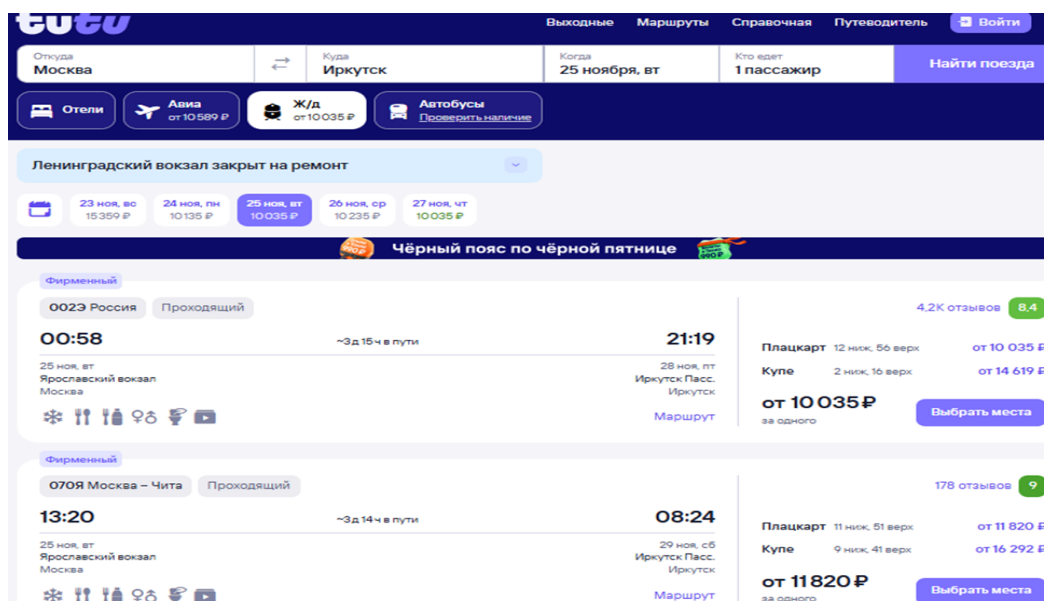 tutu
Выходные Маршруты Справочная Путеводитель Войти
Откуда Куда Когда Кто едет
Москва Иркутск 25 ноября, вт 1 пассажир Найти поезда
Отели
Авиа
от 10 589 ₽
Ж/д
от 10 035 ₽
Автобусы
Проверить наличие
Ленинградский вокзал закрыт на ремонт
23 ноя, вс 24 ноя, пн 25 ноя, вт 26 ноя, ср 27 ноя, чт
15 359 ₽ 10 135 ₽ 10 035 ₽ 10 235 ₽ 10 035 ₽
Чёрный пояс по чёрной пятнице
Фирменный
002Э Россия Проходящий 4,2K отзывов 8,4
00:58 ~3 д 15 ч в пути 21:19
25 ноя, вт 28 ноя, пт
Ярославский вокзал Иркутск Пасс.
Москва Иркутск
Маршрут
Плацкарт 12 ниж, 56 верх от 10 035 ₽
Купе 2 ниж, 16 верх от 14 619 ₽
от 10 035 ₽
за одного
Выбрать места
Фирменный
070Я Москва – Чита Проходящий 178 отзывов 9
13:20 ~3 д 14 ч в пути 08:24
25 ноя, вт 29 ноя, сб
Ярославский вокзал Иркутск Пасс.
Москва Иркутск
Маршрут
Плацкарт 11 ниж, 51 верх от 11 820 ₽
Купе 9 ниж, 41 верх от 16 292 ₽
от 11 820 ₽
за одного
Выбрать места